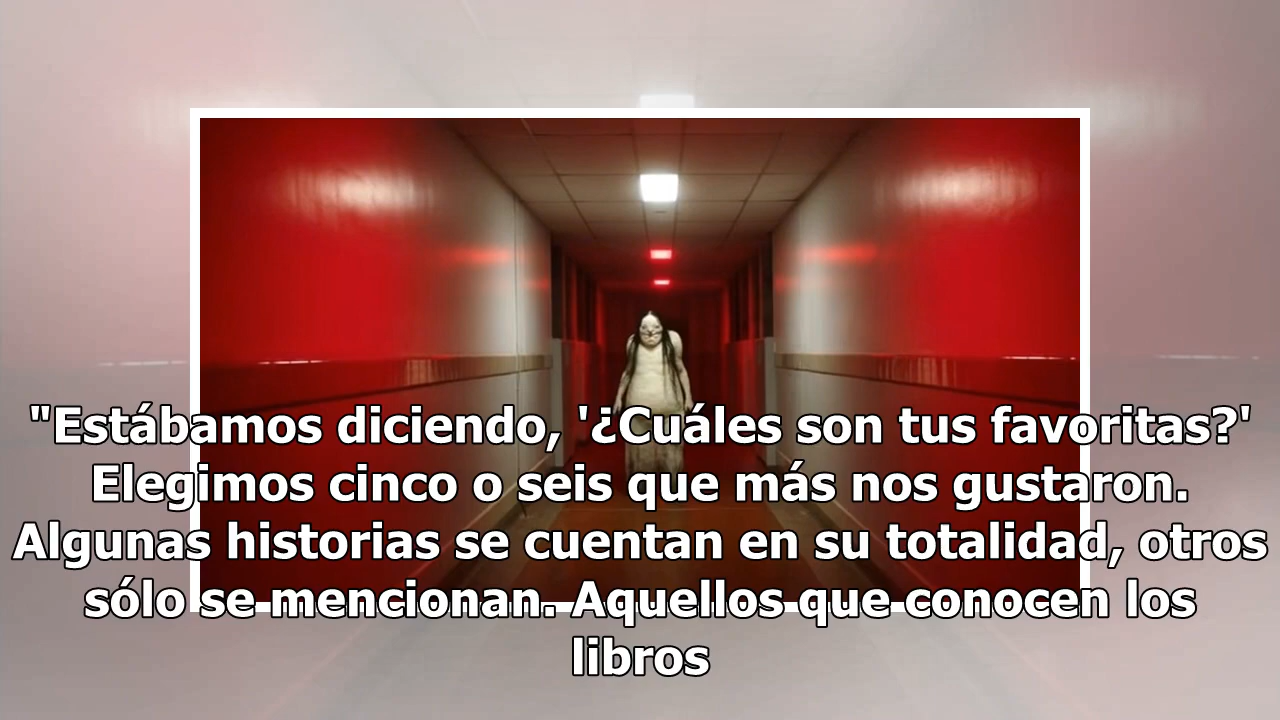 "Estábamos diciendo, '¿Cuáles son tus favoritas?'
Elegimos cinco o seis que más nos gustaron.
Algunas historias se cuentan en su totalidad, otros
sólo se mencionan. Aquellos que conocen los
libros